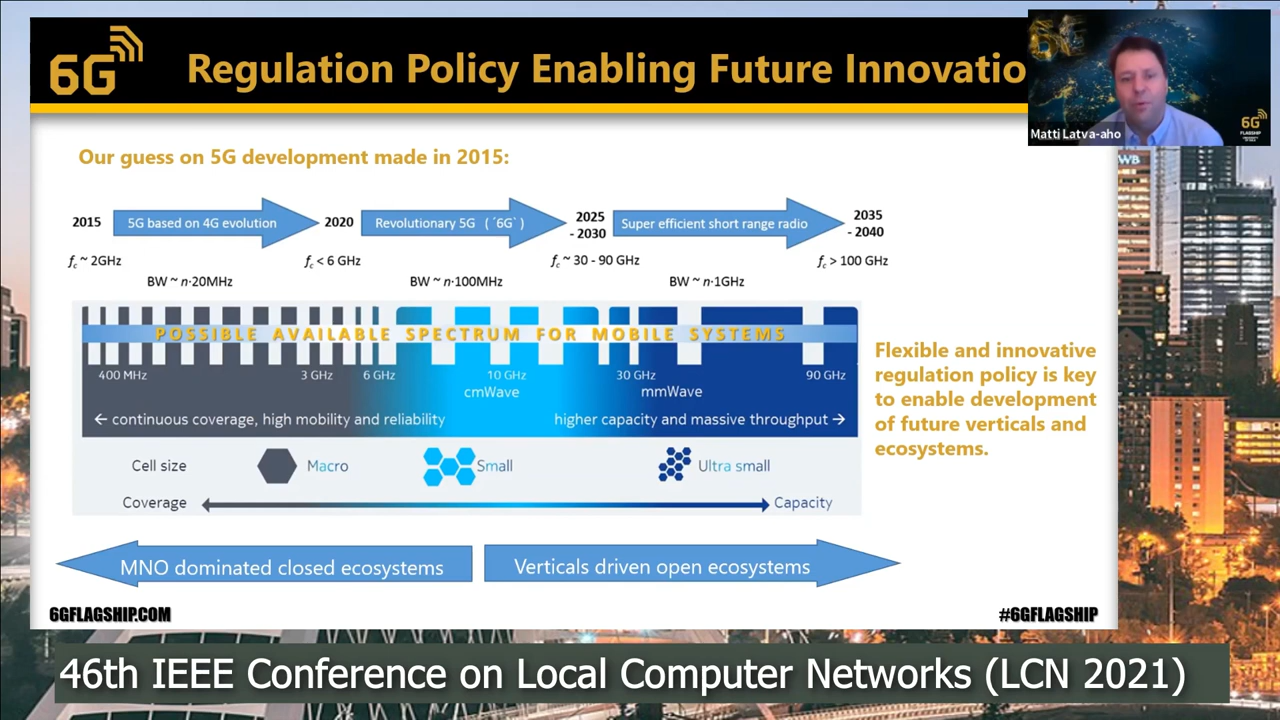 6G
Regulation Policy Enabling Future Innovatio
6G
FLAGSHIP
Matti Latva-aho
Our guess on 5G development made in 2015:
2015
5G based on 4G evolution
2020
Revolutionary 5G (´6G`)
2025
- 2030
Super efficient short range radio
2035
- 2040
fc ~ 2GHz
fc < 6 GHz
fc ~ 30 - 90 GHz
fc > 100 GHz
BW ~ n·20MHz
BW ~ n·100MHz
BW ~ n·1GHz
POSSIBLE AVAILABLE SPECTRUM FOR MOBILE SYSTEMS
400 MHz
3 GHz
6 GHz
10 GHz
30 GHz
90 GHz
cmWave
mmWave
← continuous coverage, high mobility and reliability
higher capacity and massive throughput →
Flexible and innovative
regulation policy is key
to enable development
of future verticals and
ecosystems.
Cell size
Macro
Small
Ultra small
Coverage
Capacity
MNO dominated closed ecosystems
Verticals driven open ecosystems
6GFLAGSHIP.COM
#6GFLAGSHIP
46th IEEE Conference on Local Computer Networks (LCN 2021)